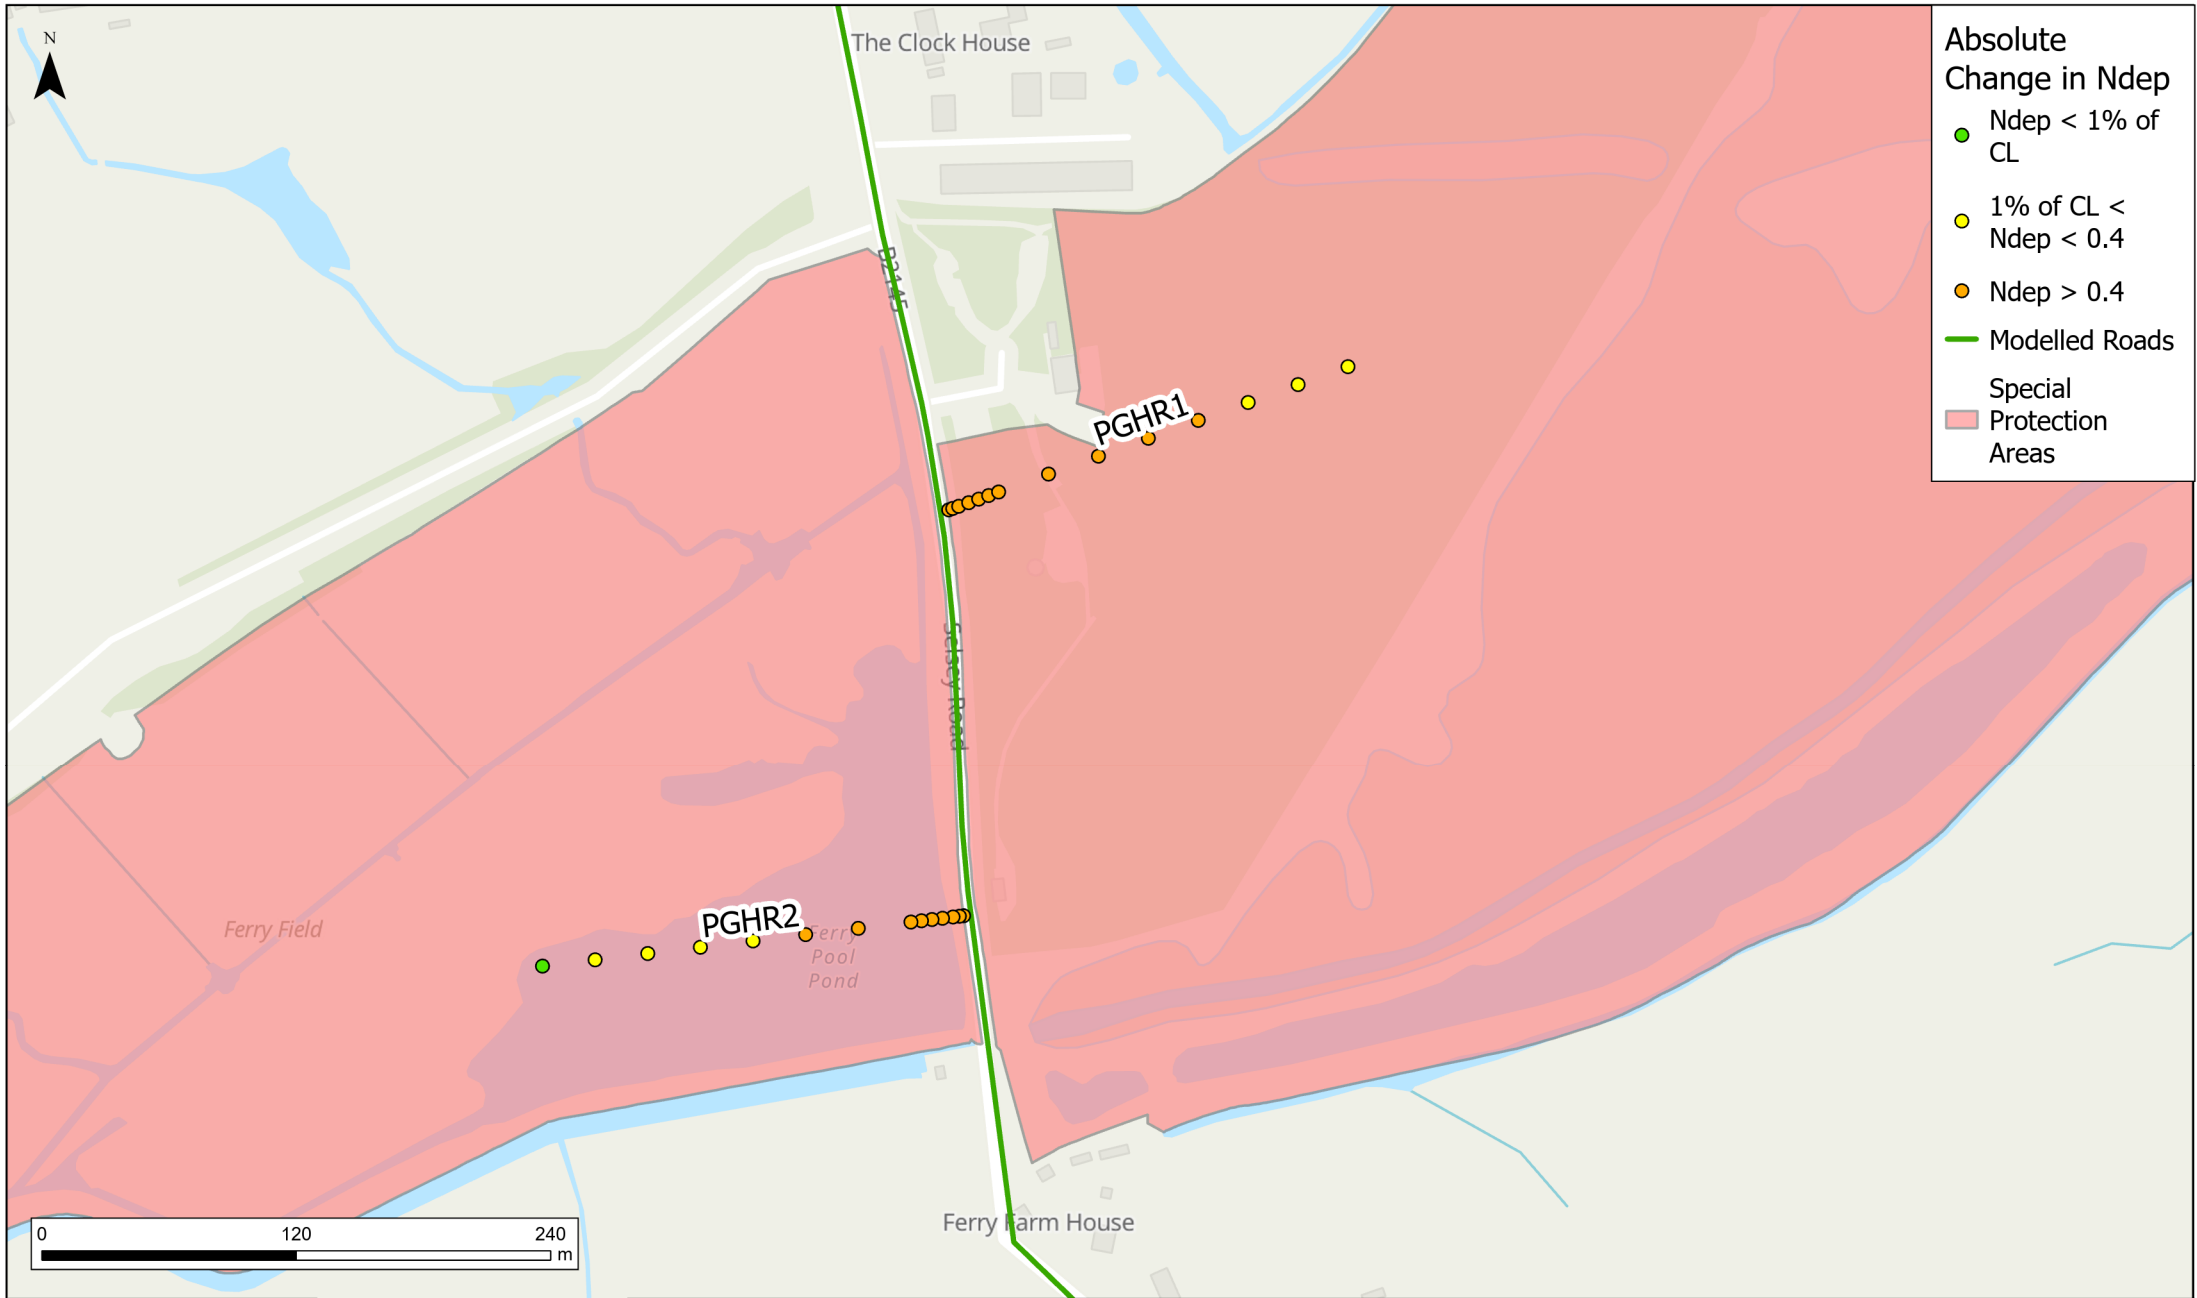 N
The Clock House
B2145
PGHR1
Selsey Road
PGHR2
Ferry Field
Ferry
Pool
Pond
Ferry Farm House
0
120
240
m
Absolute
Change in Ndep
Ndep < 1% of
CL
1% of CL <
Ndep < 0.4
Ndep > 0.4
Modelled Roads
Special
Protection
Areas